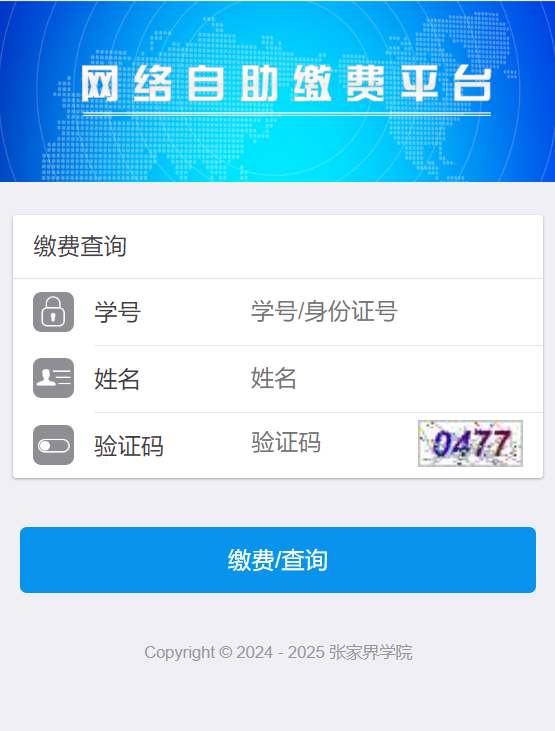 网络自助缴费平台
缴费查询
学号 学号/身份证号
姓名 姓名
验证码 验证码 0477
缴费/查询
Copyright © 2024 - 2025 张家界学院